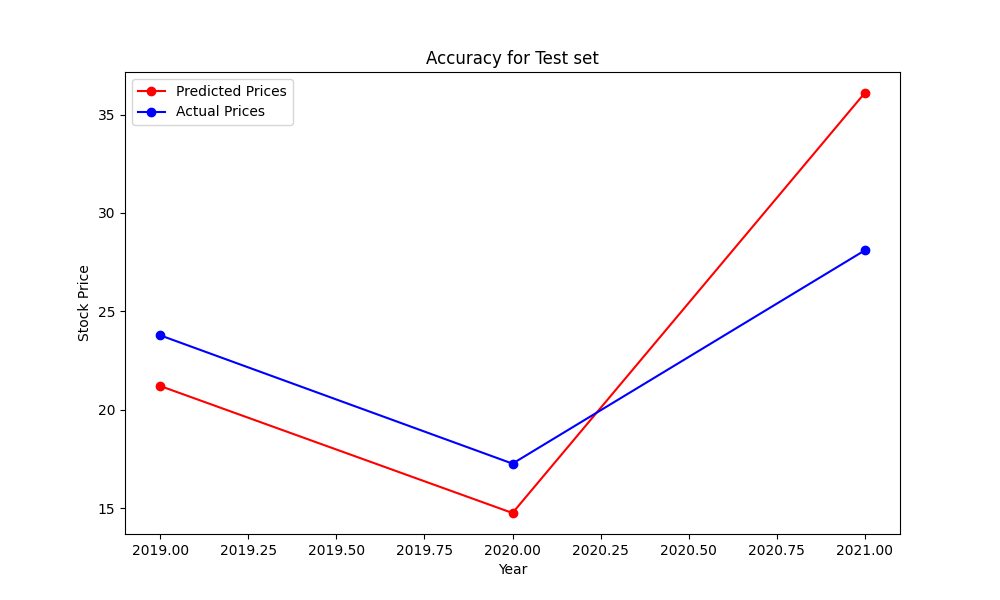 Accuracy for Test set
Predicted Prices
Actual Prices
35
30
25
20
15
Stock Price
2019.00 2019.25 2019.50 2019.75 2020.00 2020.25 2020.50 2020.75 2021.00
Year